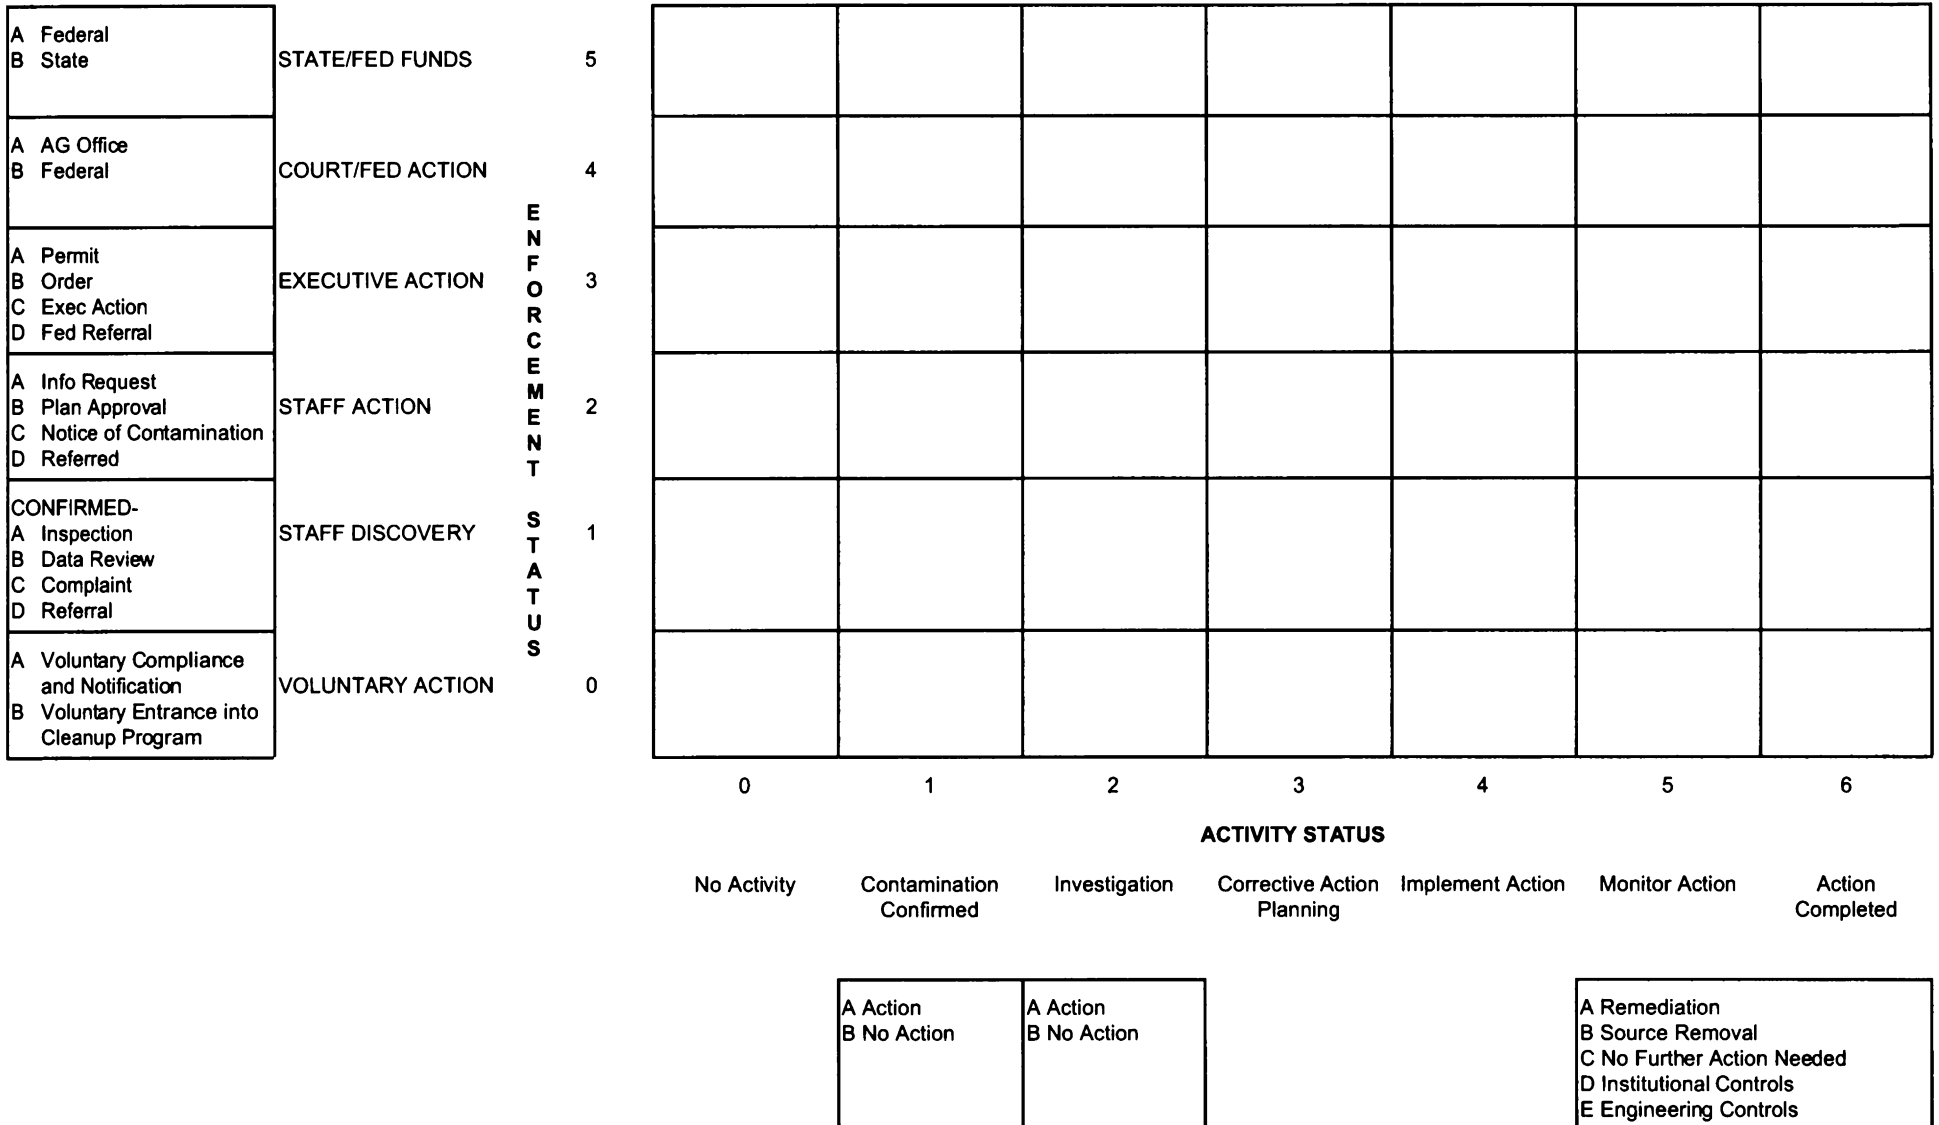 A Federal
B State
STATE/FED FUNDS 5
A AG Office
B Federal
COURT/FED ACTION 4
A Permit
B Order
C Exec Action
D Fed Referral
EXECUTIVE ACTION 3
A Info Request
B Plan Approval
C Notice of Contamination
D Referred
STAFF ACTION 2
CONFIRMED-
A Inspection
B Data Review
C Complaint
D Referral
STAFF DISCOVERY 1
A Voluntary Compliance
and Notification
B Voluntary Entrance into
Cleanup Program
VOLUNTARY ACTION 0
ENFORCEMENT STATUS
0 1 2 3 4 5 6
ACTIVITY STATUS
No Activity
Contamination
Confirmed
Investigation
Corrective Action
Planning
Implement Action
Monitor Action
Action
Completed
A Action
B No Action
A Action
B No Action
A Remediation
B Source Removal
C No Further Action Needed
D Institutional Controls
E Engineering Controls